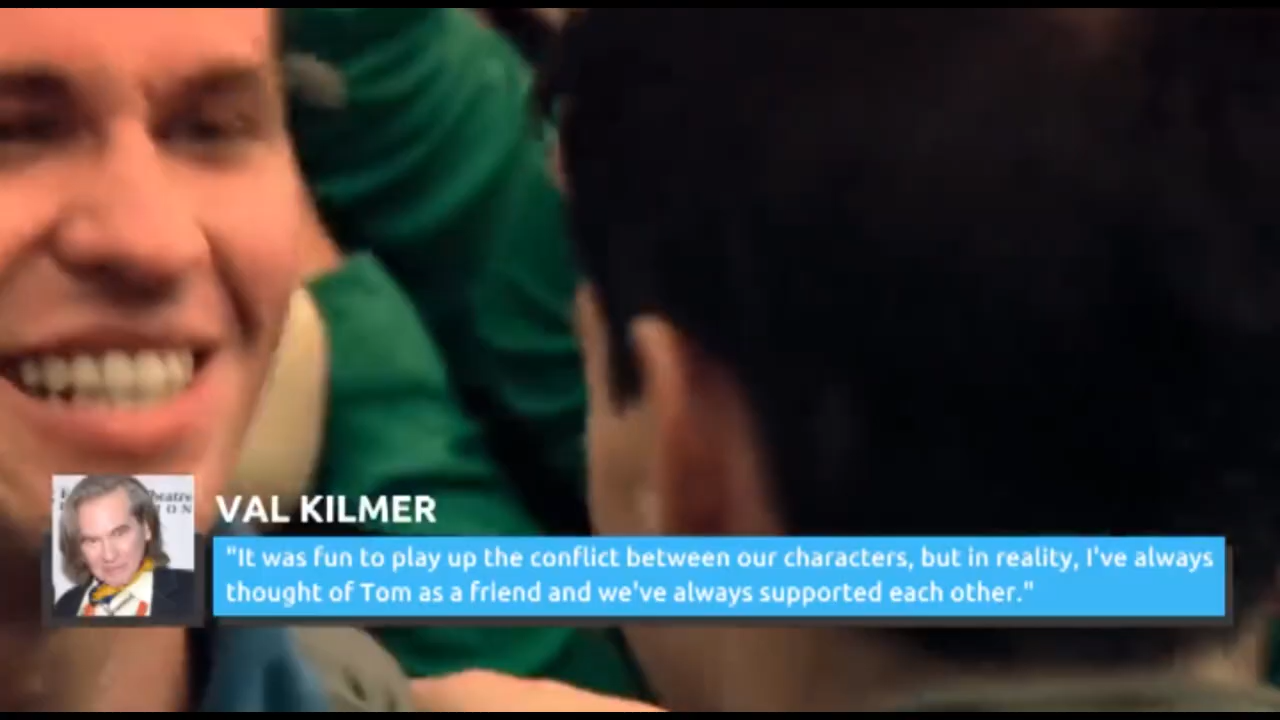 heatre
I O N
VAL KILMER
"It was fun to play up the conflict between our characters, but in reality, I've always
thought of Tom as a friend and we've always supported each other."